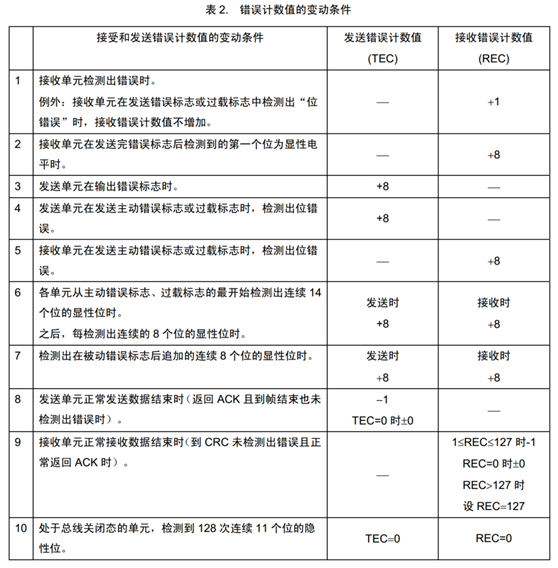 表 2. 错误计数值的变动条件
接受和发送错误计数值的变动条件
发送错误计数值
(TEC)
接收错误计数值
(REC)
1
接收单元检测出错误时。
例外：接收单元在发送错误标志或过载标志中检测出“位
错误”时，接收错误计数值不增加。
—
+1
2
接收单元在发送完错误标志后检测到的第一个位为显性电
平时。
—
+8
3
发送单元在输出错误标志时。
+8
—
4
发送单元在发送主动错误标志或过载标志时，检测出位错
误。
+8
—
5
接收单元在发送主动错误标志或过载标志时，检测出位错
误。
—
+8
6
各单元从主动错误标志、过载标志的最开始检测出连续 14
个位的显性位时。
之后，每检测出连续的 8 个位的显性位时。
发送时
+8
接收时
+8
7
检测出在被动错误标志后追加的连续 8 个位的显性位时。
发送时
+8
接收时
+8
8
发送单元正常发送数据结束时（返回 ACK 且到帧结束也未
检测出错误时）。
−1
TEC=0 时±0
—
9
接收单元正常接收数据结束时（到 CRC 未检测出错误且正
常返回 ACK 时）。
—
1≤REC≤127 时-1
REC=0 时±0
REC>127 时
设 REC=127
10
处于总线关闭态的单元，检测到 128 次连续 11 个位的隐
性位。
TEC=0
REC=0